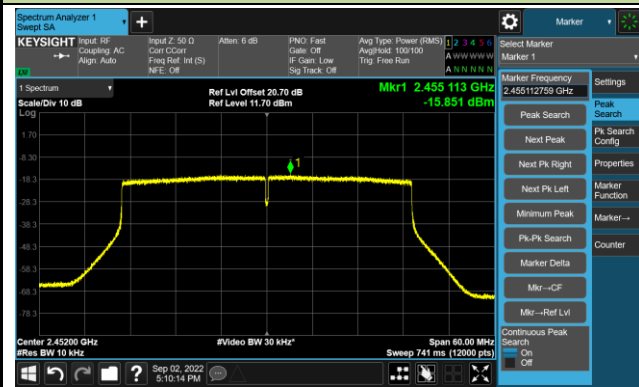 Spectrum Analyzer 1
Swept SA
+
Marker
KEYSIGHT
Input: RF
Coupling: AC
Align: Auto
Input Z: 50 Ω
Corr CCorr
Freq Ref: Int (S)
NFE: Off
Atten: 6 dB
PNO: Fast
Gate: Off
IF Gain: Low
Sig Track: Off
Avg Type: Power (RMS)
Avg|Hold: 100/100
Trig: Free Run
1 2 3 4 5 6
A W W W W W
A N N N N N
LXI
Select Marker
Marker 1
1 Spectrum
Scale/Div 10 dB
Log
Ref Lvl Offset 20.70 dB
Ref Level 11.70 dBm
Mkr1 2.455 113 GHz
-15.851 dBm
1.70
-8.30
-18.3
-28.3
-38.3
-48.3
-58.3
-68.3
-78.3
1
Center 2.45200 GHz
#Res BW 10 kHz
#Video BW 30 kHz*
Span 60.00 MHz
Sweep 741 ms (12000 pts)
Marker Frequency
2.455112759 GHz
Peak Search
Next Peak
Next Pk Right
Next Pk Left
Minimum Peak
Pk-Pk Search
Marker Delta
Mkr→CF
Mkr→Ref Lvl
Continuous Peak
Search
On
Off
Settings
Peak
Search
Pk Search
Config
Properties
Marker
Function
Marker→
Counter
?
Sep 02, 2022
5:10:14 PM